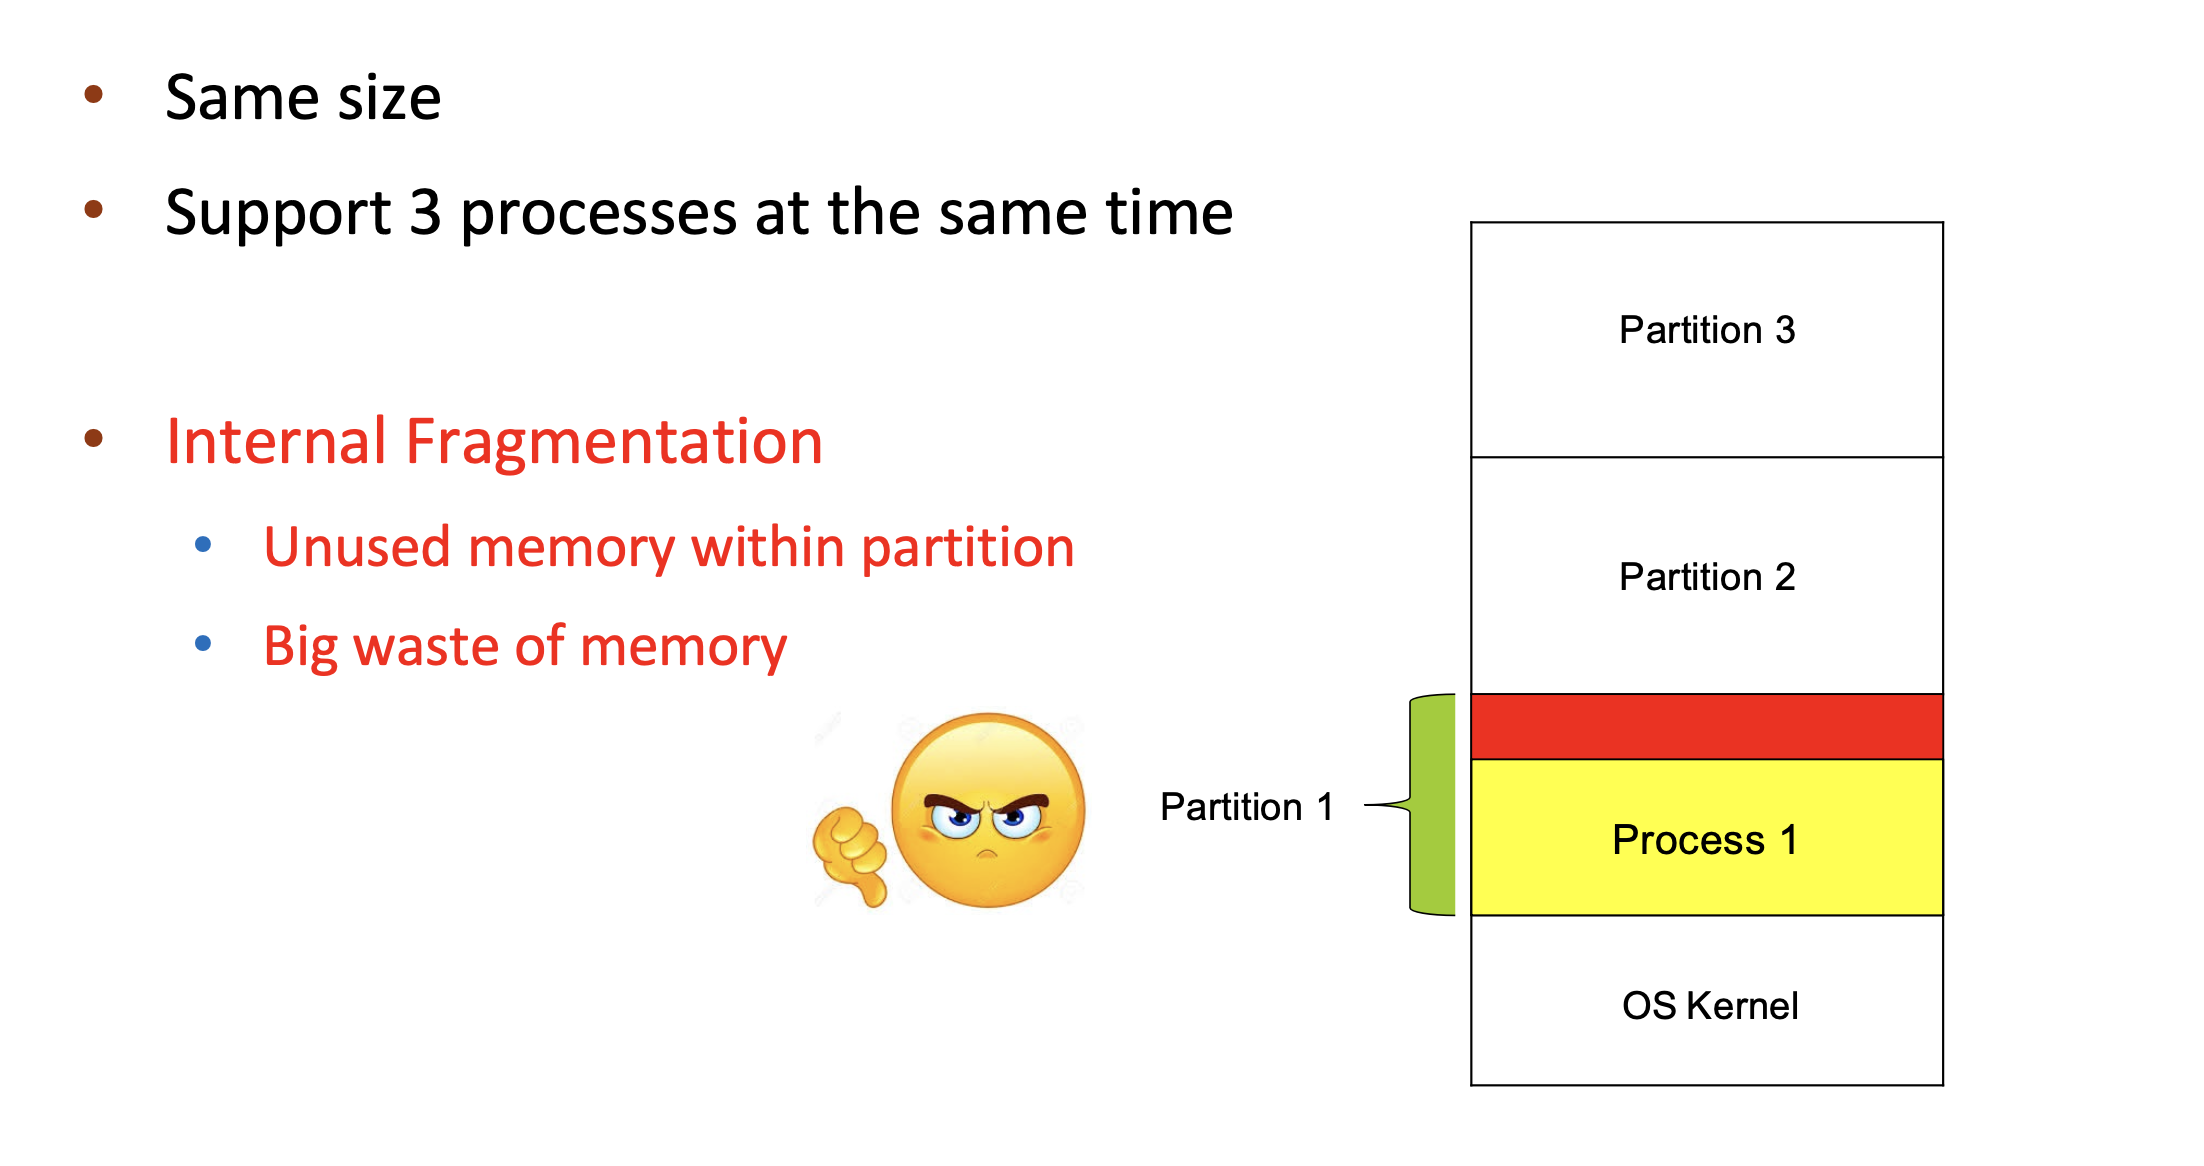 Same size
Support 3 processes at the same time
Internal Fragmentation
Unused memory within partition
Big waste of memory
Partition 3
Partition 2
Partition 1
Process 1
OS Kernel